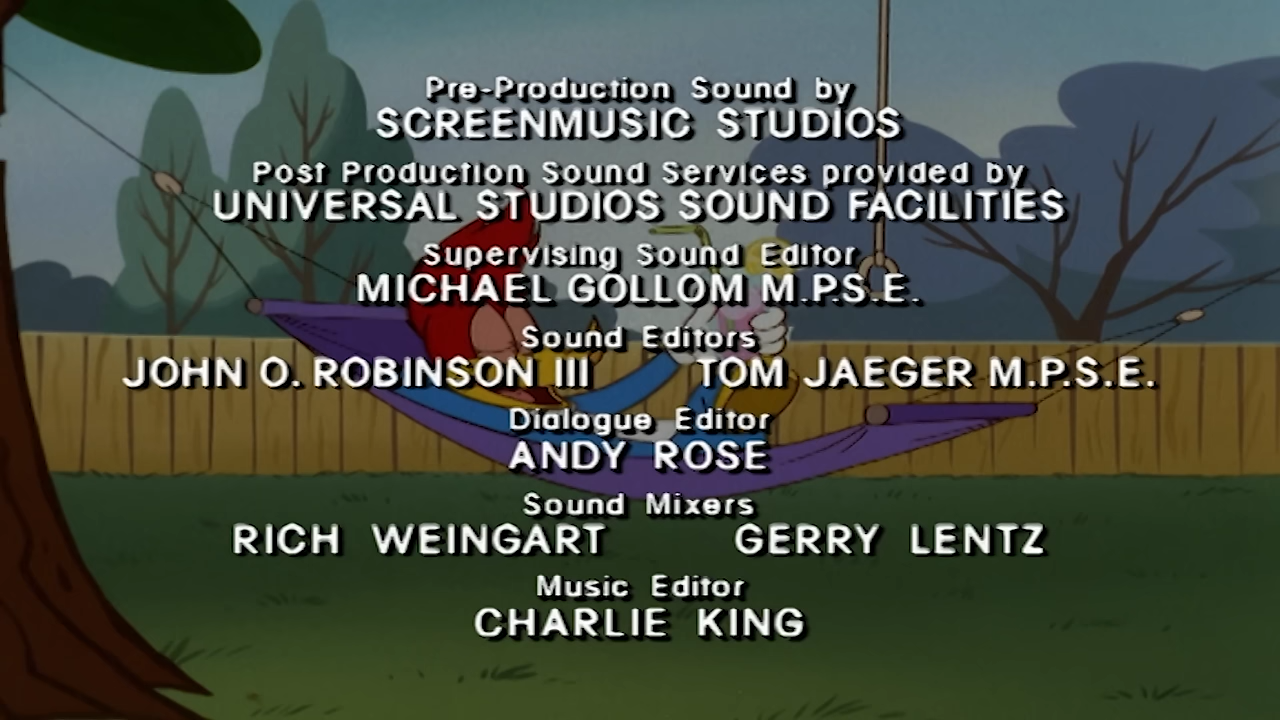 Pre-Production Sound by
SCREENMUSIC STUDIOS
Post Production Sound Services provided by
UNIVERSAL STUDIOS SOUND FACILITIES
Supervising Sound Editor
MICHAEL GOLLOM M.P.S.E.
Sound Editors
JOHN O. ROBINSON III TOM JAEGER M.P.S.E.
Dialogue Editor
ANDY ROSE
Sound Mixers
RICH WEINGART GERRY LENTZ
Music Editor
CHARLIE KING